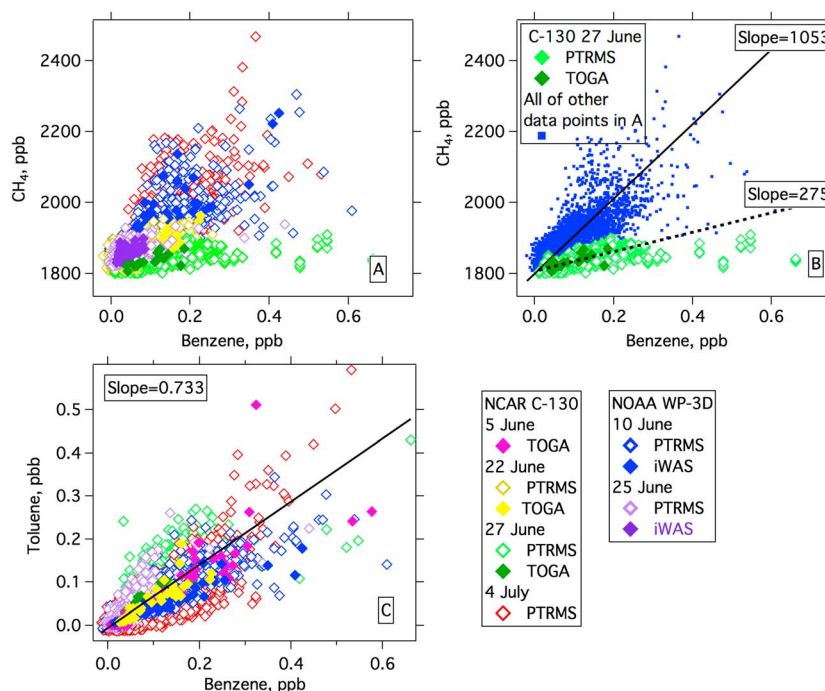 2400
2200
2000
1800
CH₄, ppb
A
0.0 0.2 0.4 0.6
Benzene, ppb
2400
2200
2000
1800
CH₄, ppb
C-130 27 June
PTRMS
TOGA
All of other
data points in A
Slope=1053
Slope=275
B
0.0 0.2 0.4 0.6
Benzene, ppb
Slope=0.733
0.5
0.4
0.3
0.2
0.1
0.0
Toluene, pbb
C
0.0 0.2 0.4 0.6
Benzene, ppb
NCAR C-130
5 June
TOGA
22 June
PTRMS
TOGA
27 June
PTRMS
TOGA
4 July
PTRMS
NOAA WP-3D
10 June
PTRMS
iWAS
25 June
PTRMS
iWAS